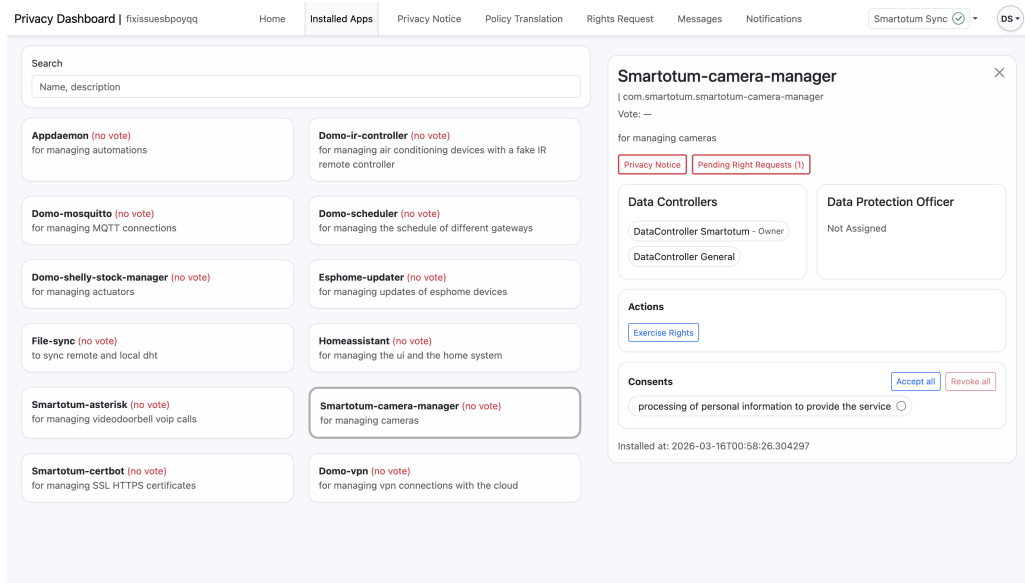 Privacy Dashboard | fixissuesbpoyqq
Home
Installed Apps
Privacy Notice
Policy Translation
Rights Request
Messages
Notifications
Smartotum Sync
DS
Search
Name, description
Appdaemon (no vote)
for managing automations
Domo-ir-controller (no vote)
for managing air conditioning devices with a fake IR
remote controller
Domo-mosquitto (no vote)
for managing MQTT connections
Domo-scheduler (no vote)
for managing the schedule of different gateways
Domo-shelly-stock-manager (no vote)
for managing actuators
Esphome-updater (no vote)
for managing updates of esphome devices
File-sync (no vote)
to sync remote and local dht
Homeassistant (no vote)
for managing the ui and the home system
Smartotum-asterisk (no vote)
for managing videodoorbell voip calls
Smartotum-camera-manager (no vote)
for managing cameras
Smartotum-certbot (no vote)
for managing SSL HTTPS certificates
Domo-vpn (no vote)
for managing vpn connections with the cloud
Smartotum-camera-manager
| com.smartotum.smartotum-camera-manager
Vote: —
for managing cameras
Privacy Notice
Pending Right Requests (1)
Data Controllers
DataController Smartotum - Owner
DataController General
Data Protection Officer
Not Assigned
Actions
Exercise Rights
Consents
Accept all
Revoke all
processing of personal information to provide the service
Installed at: 2026-03-16T00:58:26.304297